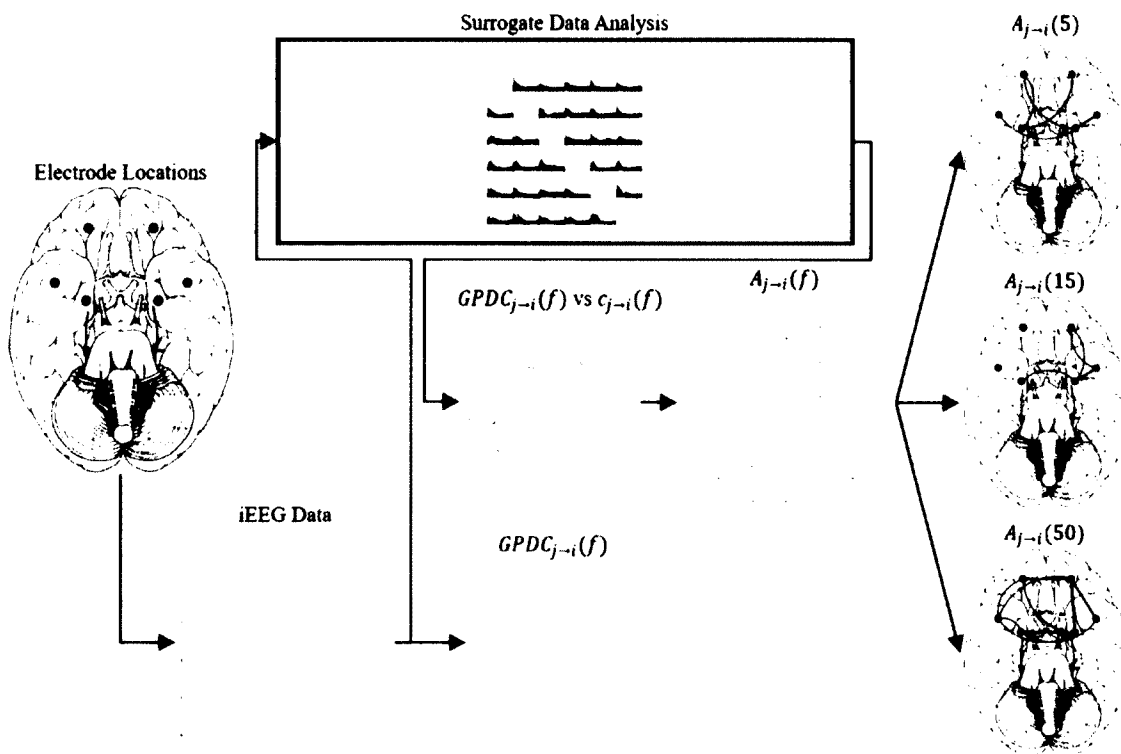 Surrogate Data Analysis
A_{j→i}(5)
Electrode Locations
A_{j→i}(f)
GPDC_{j→i}(f) vs c_{j→i}(f)
A_{j→i}(15)
iEEG Data
GPDC_{j→i}(f)
A_{j→i}(50)